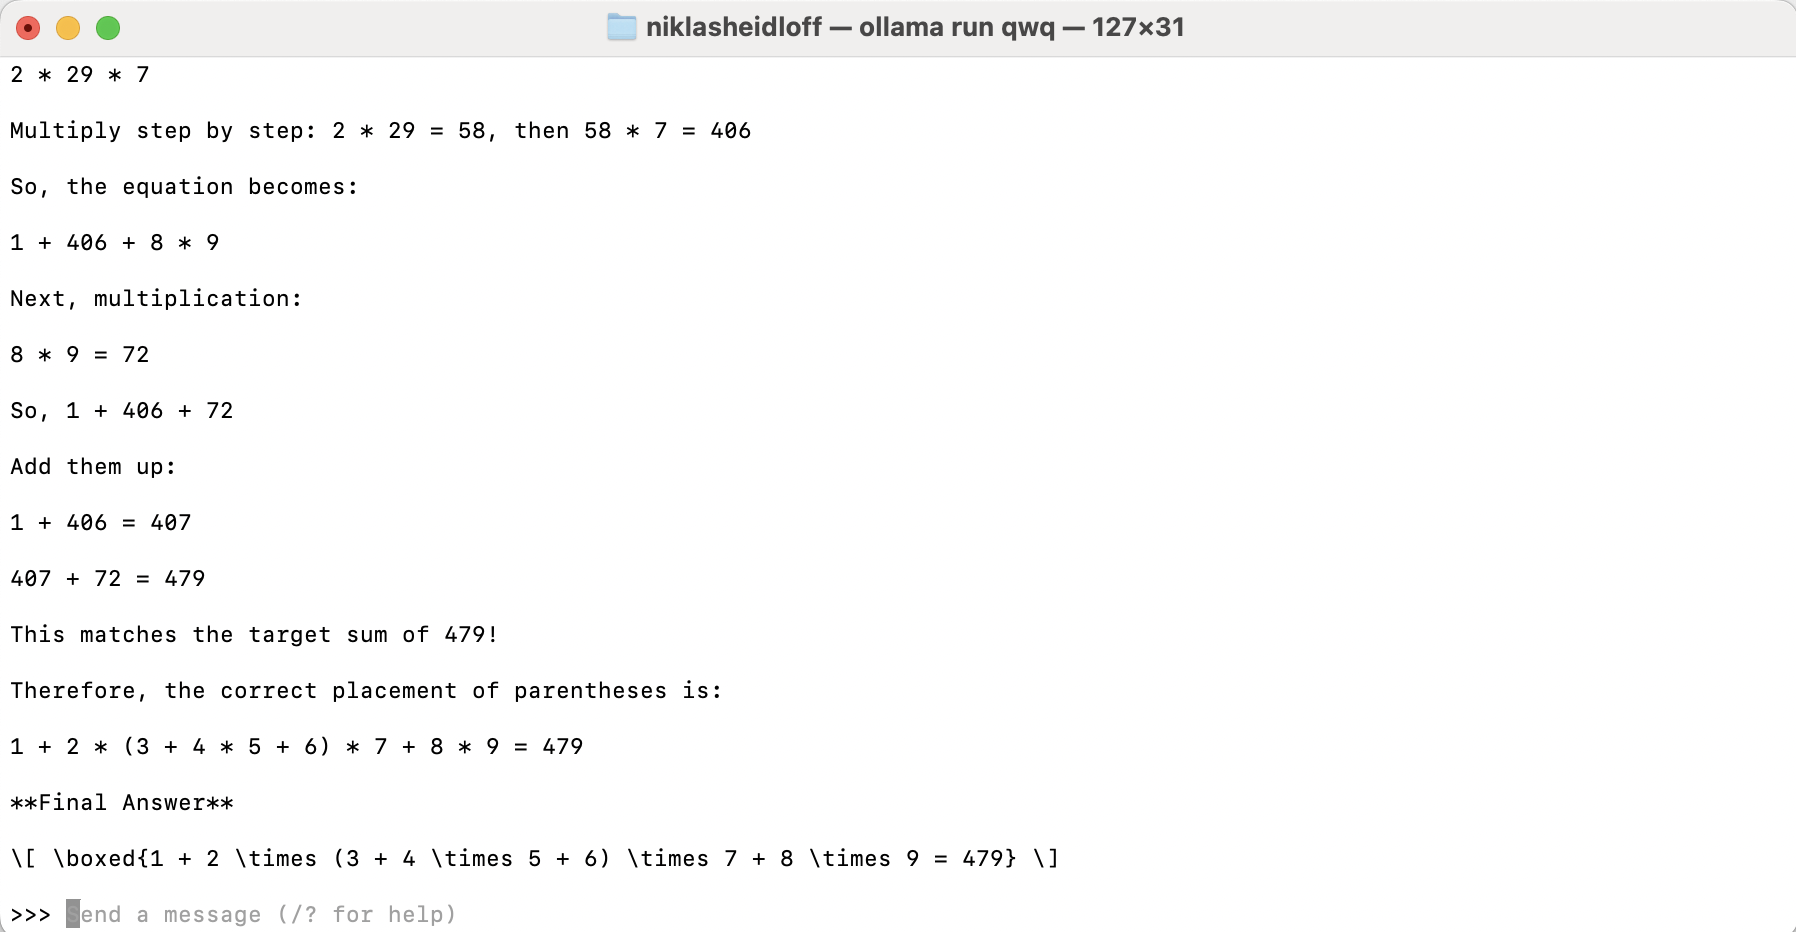 niklasheidloff — ollama run qwq — 127×31
2 * 29 * 7
Multiply step by step: 2 * 29 = 58, then 58 * 7 = 406
So, the equation becomes:
1 + 406 + 8 * 9
Next, multiplication:
8 * 9 = 72
So, 1 + 406 + 72
Add them up:
1 + 406 = 407
407 + 72 = 479
This matches the target sum of 479!
Therefore, the correct placement of parentheses is:
1 + 2 * (3 + 4 * 5 + 6) * 7 + 8 * 9 = 479
**Final Answer**
\[ \boxed{1 + 2 \times (3 + 4 \times 5 + 6) \times 7 + 8 \times 9 = 479} \]
>>> Send a message (/? for help)